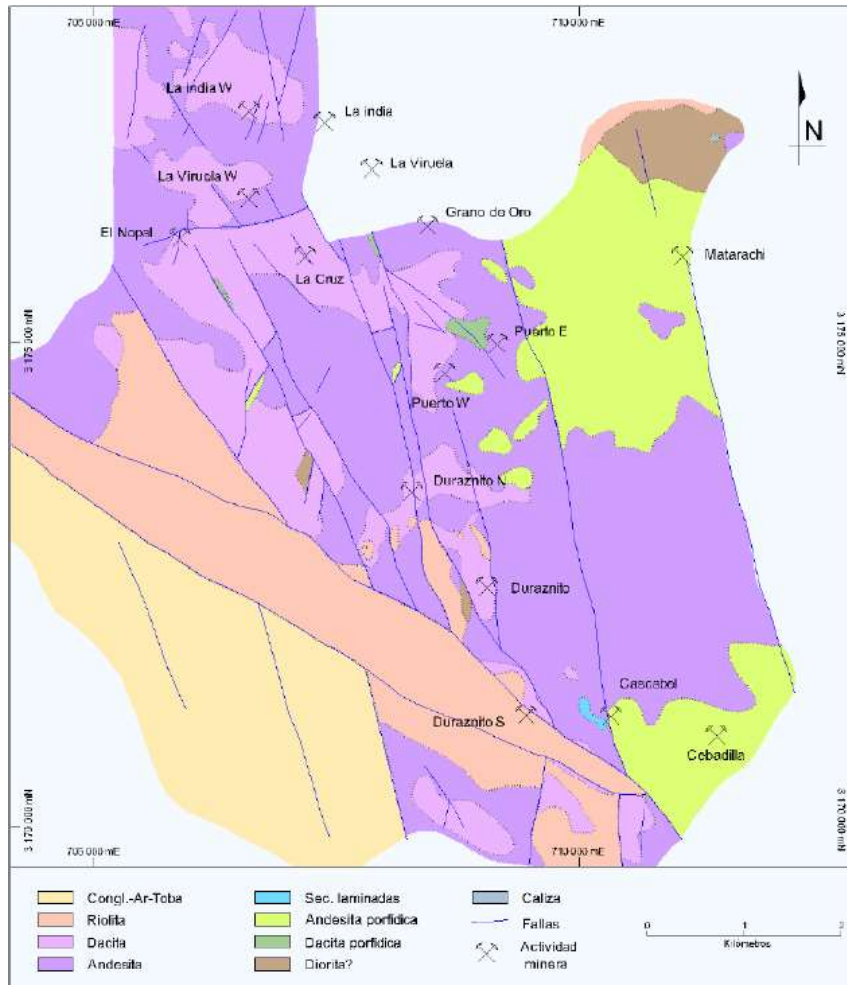 705 000 mE
710 000 mE
La india W
La india
La Viruela
La Viruela W
Grano de Oro
El Nopal
La Cruz
Matarachi
N
3 175 000 mN
3 175 000 mN
Puerto E
Puerto W
Duraznito N
Duraznito
Cascabel
Duraznito S
Cebadilla
3 170 000 mN
3 170 000 mN
705 000 mE
710 000 mE
Congl.-Ar-Toba
Riolita
Dacita
Andesita
Sec. laminadas
Andesita porfidica
Dacita porfidica
Diorita?
Caliza
Fallas
Actividad
minera
0
1
2
Kilómetros